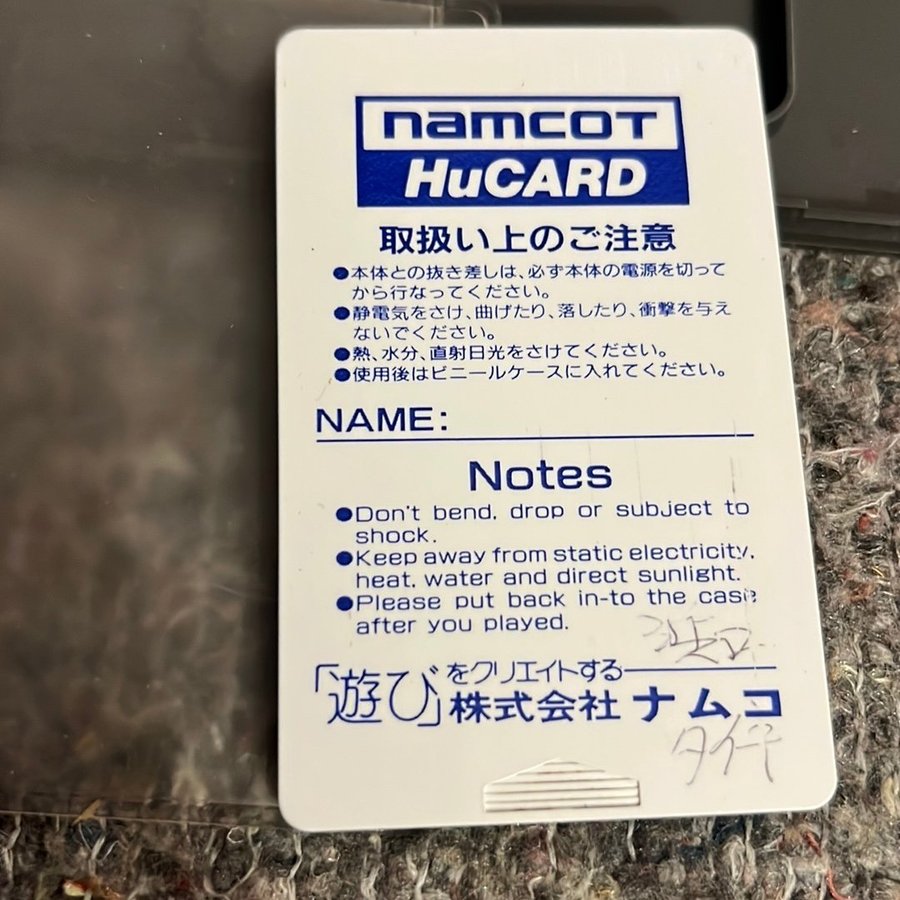 namcot
HuCARD
取扱い上のご注意
●本体との抜き差しは、必ず本体の電源を切って
から行なってください。
●静電気をさけ、曲げたり、落したり、衝撃を与え
ないでください。
●熱、水分、直射日光をさけてください。
●使用後はビニールケースに入れてください。
NAME:
Notes
●Don't bend, drop or subject to
shock.
●Keep away from static electricity,
heat, water and direct sunlight.
●Please put back in-to the case
after you played.
「遊び」をクリエイトする
株式会社ナムコ